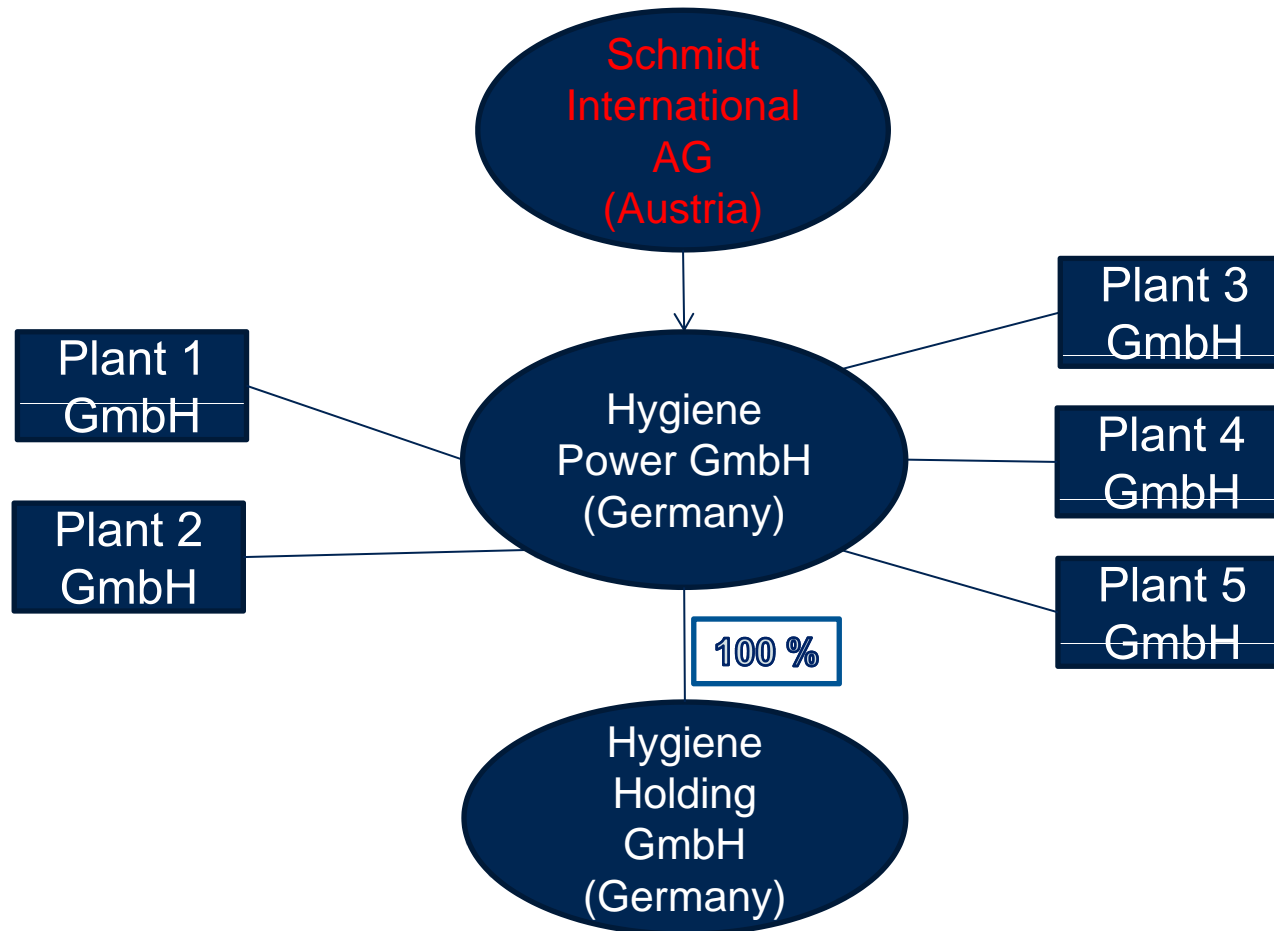 Schmidt
International
AG
(Austria)
Plant 3
GmbH
Plant 1
GmbH
Hygiene
Power GmbH
(Germany)
Plant 4
GmbH
Plant 2
GmbH
Plant 5
GmbH
100 %
Hygiene
Holding
GmbH
(Germany)